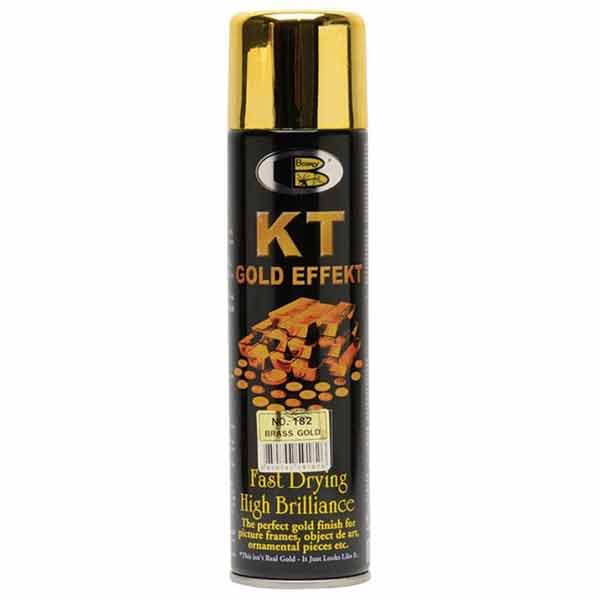 Bosny
B
KT
GOLD EFFEKT
NO. 182
BRASS GOLD
Fast Drying
High Brilliance
The perfect gold finish for
picture frames, object de art,
ornamental pieces etc.
*This isn't Real Gold - It Just Looks Like It.